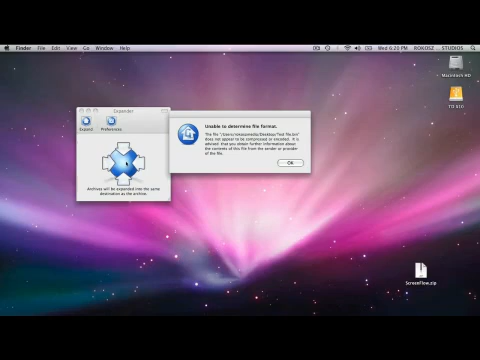 Finder File Edit View Go Window Help
Wed 6:20 PM ROKOSZ ... STUDIOS
Macintosh HD
Expander
Expand Preferences
Archives will be expanded into the same
destination as the archive.
Unable to determine file format.
does not appear to be compressed or encoded. It is
advised that you obtain further information about
the contents of this file from the sender or provider
of the file.
OK
ScreenFlow.zip